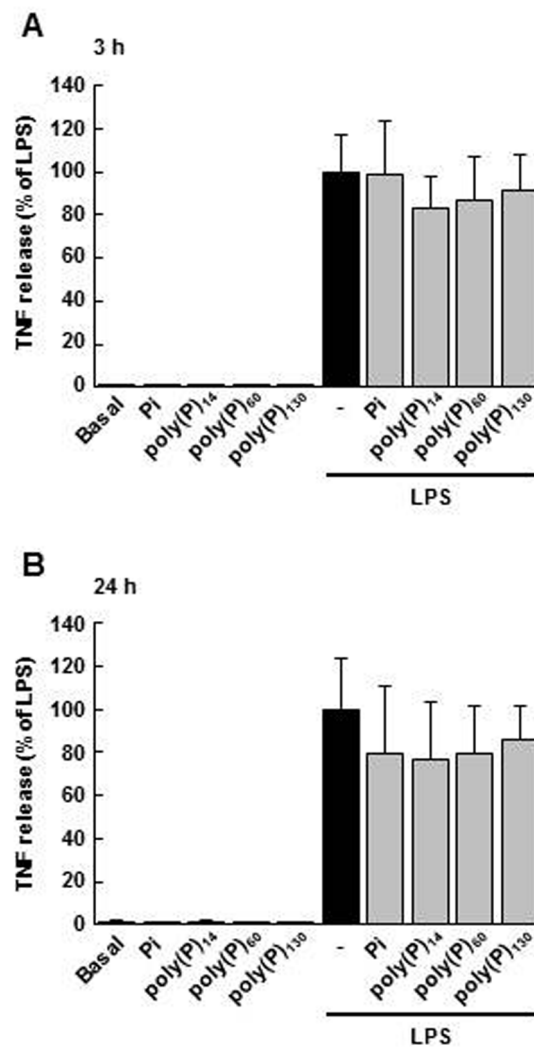 A
3 h
TNF release (% of LPS)
140
120
100
80
60
40
20
0
Basal
Pi
poly(P)₁₄
poly(P)₆₀
poly(P)₁₃₀
-
Pi
poly(P)₁₄
poly(P)₆₀
poly(P)₁₃₀
LPS
B
24 h
TNF release (% of LPS)
140
120
100
80
60
40
20
0
Basal
Pi
poly(P)₁₄
poly(P)₆₀
poly(P)₁₃₀
-
Pi
poly(P)₁₄
poly(P)₆₀
poly(P)₁₃₀
LPS